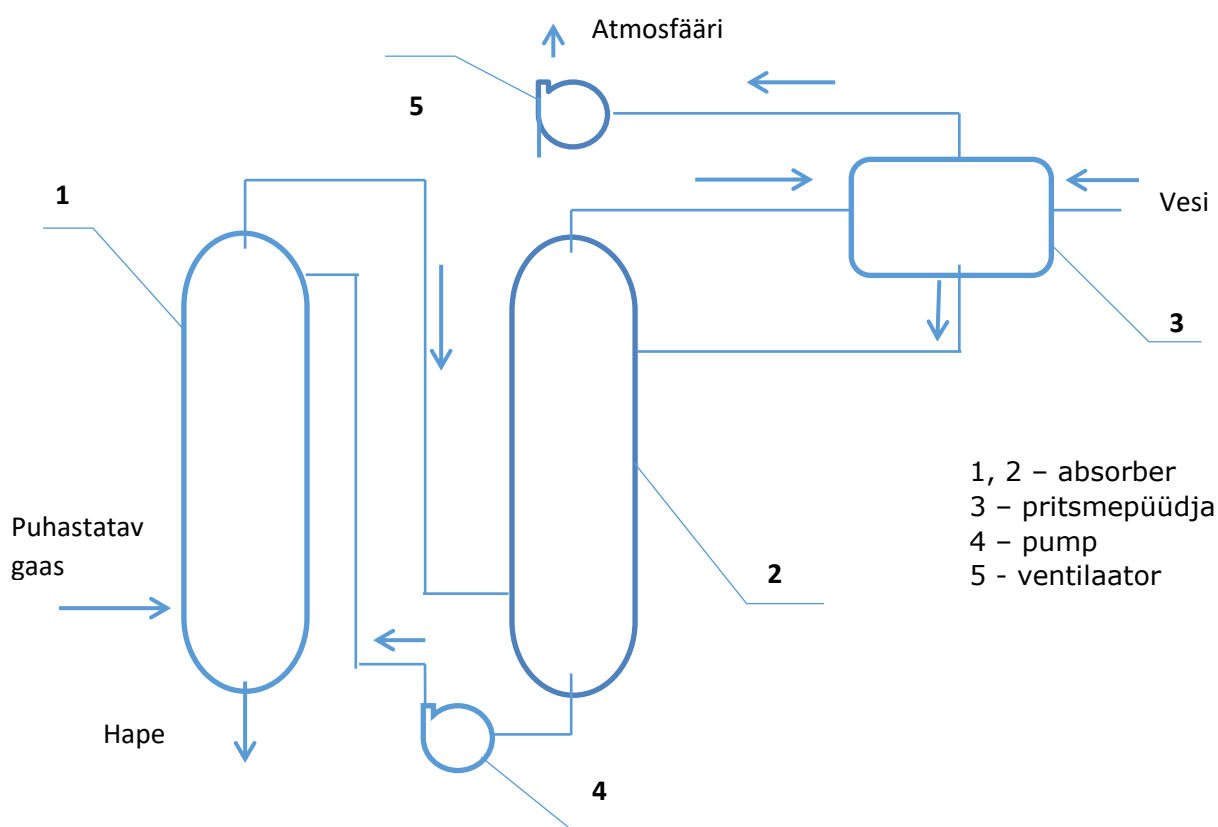 Atmosfääri
5
1
Vesi
3
1, 2 – absorber
3 – pritsmepüüdja
4 – pump
5 - ventilaator
Puhastatav
gaas
2
Hape
4